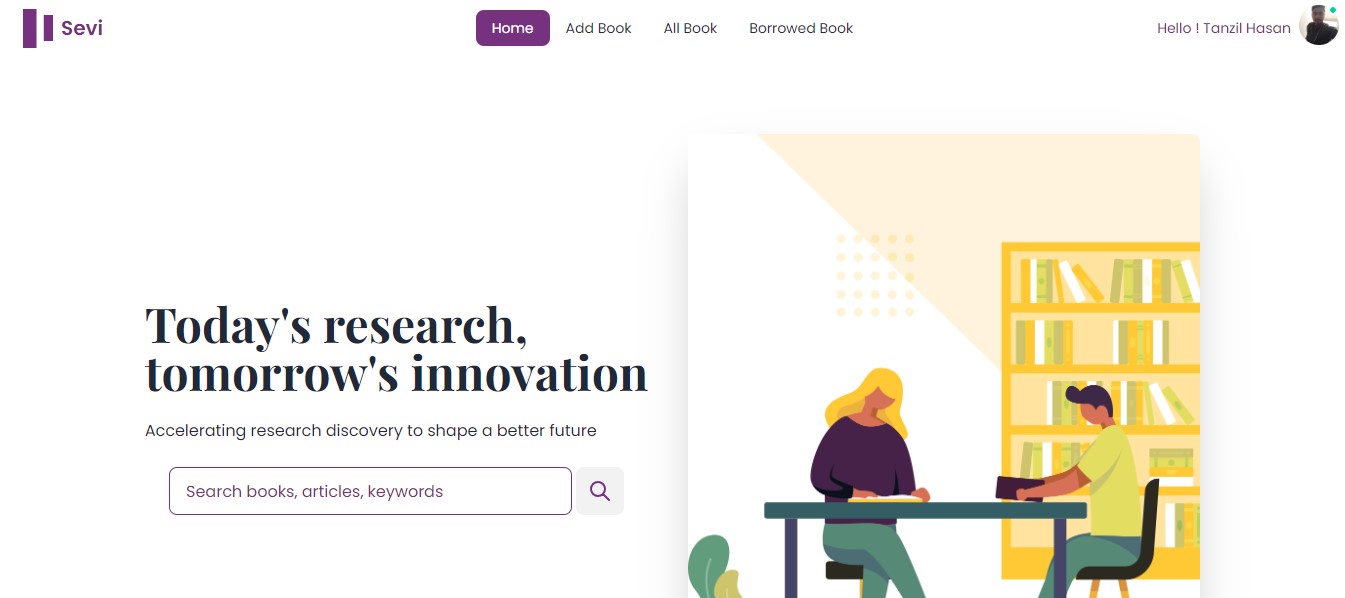 Sevi
Home
Add Book
All Book
Borrowed Book
Hello ! Tanzil Hasan
Today's research,
tomorrow's innovation
Accelerating research discovery to shape a better future
Search books, articles, keywords